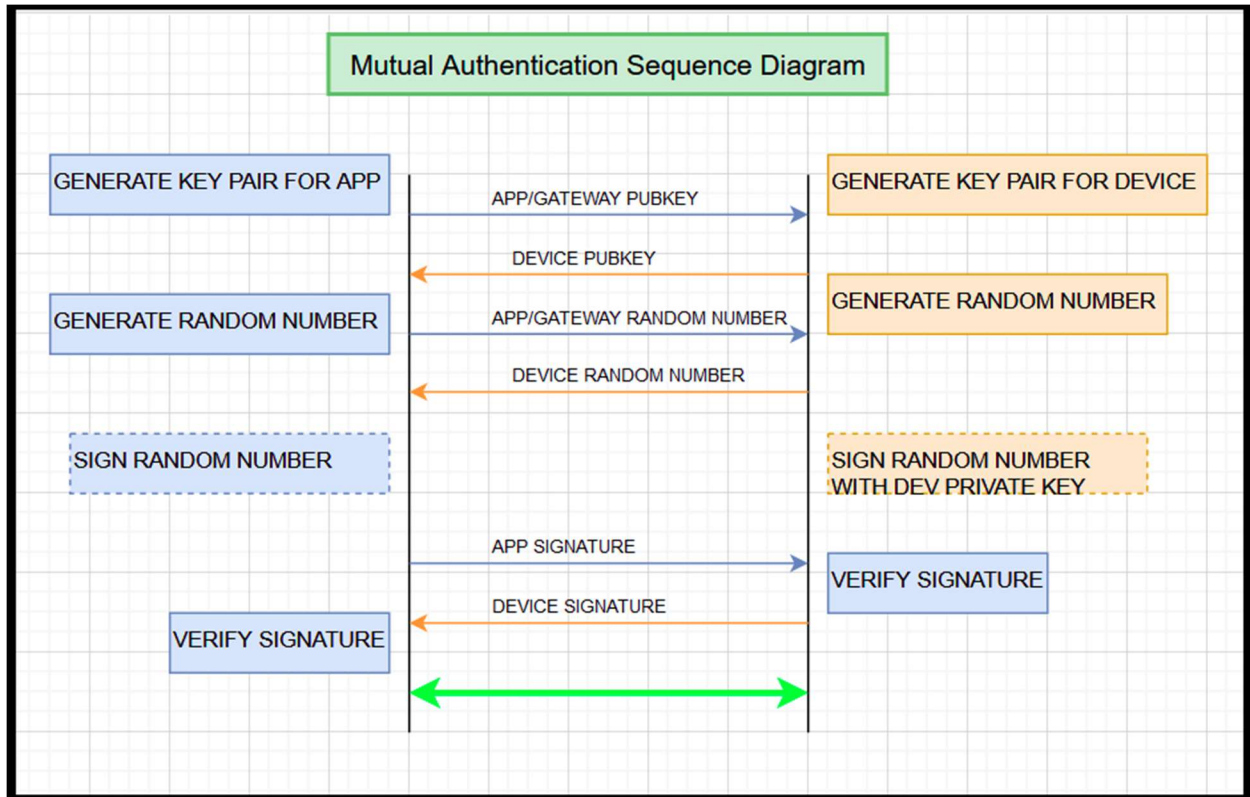 Mutual Authentication Sequence Diagram
GENERATE KEY PAIR FOR APP
GENERATE KEY PAIR FOR DEVICE
APP/GATEWAY PUBKEY
DEVICE PUBKEY
GENERATE RANDOM NUMBER
GENERATE RANDOM NUMBER
APP/GATEWAY RANDOM NUMBER
DEVICE RANDOM NUMBER
SIGN RANDOM NUMBER
SIGN RANDOM NUMBER
WITH DEV PRIVATE KEY
APP SIGNATURE
VERIFY SIGNATURE
DEVICE SIGNATURE
VERIFY SIGNATURE